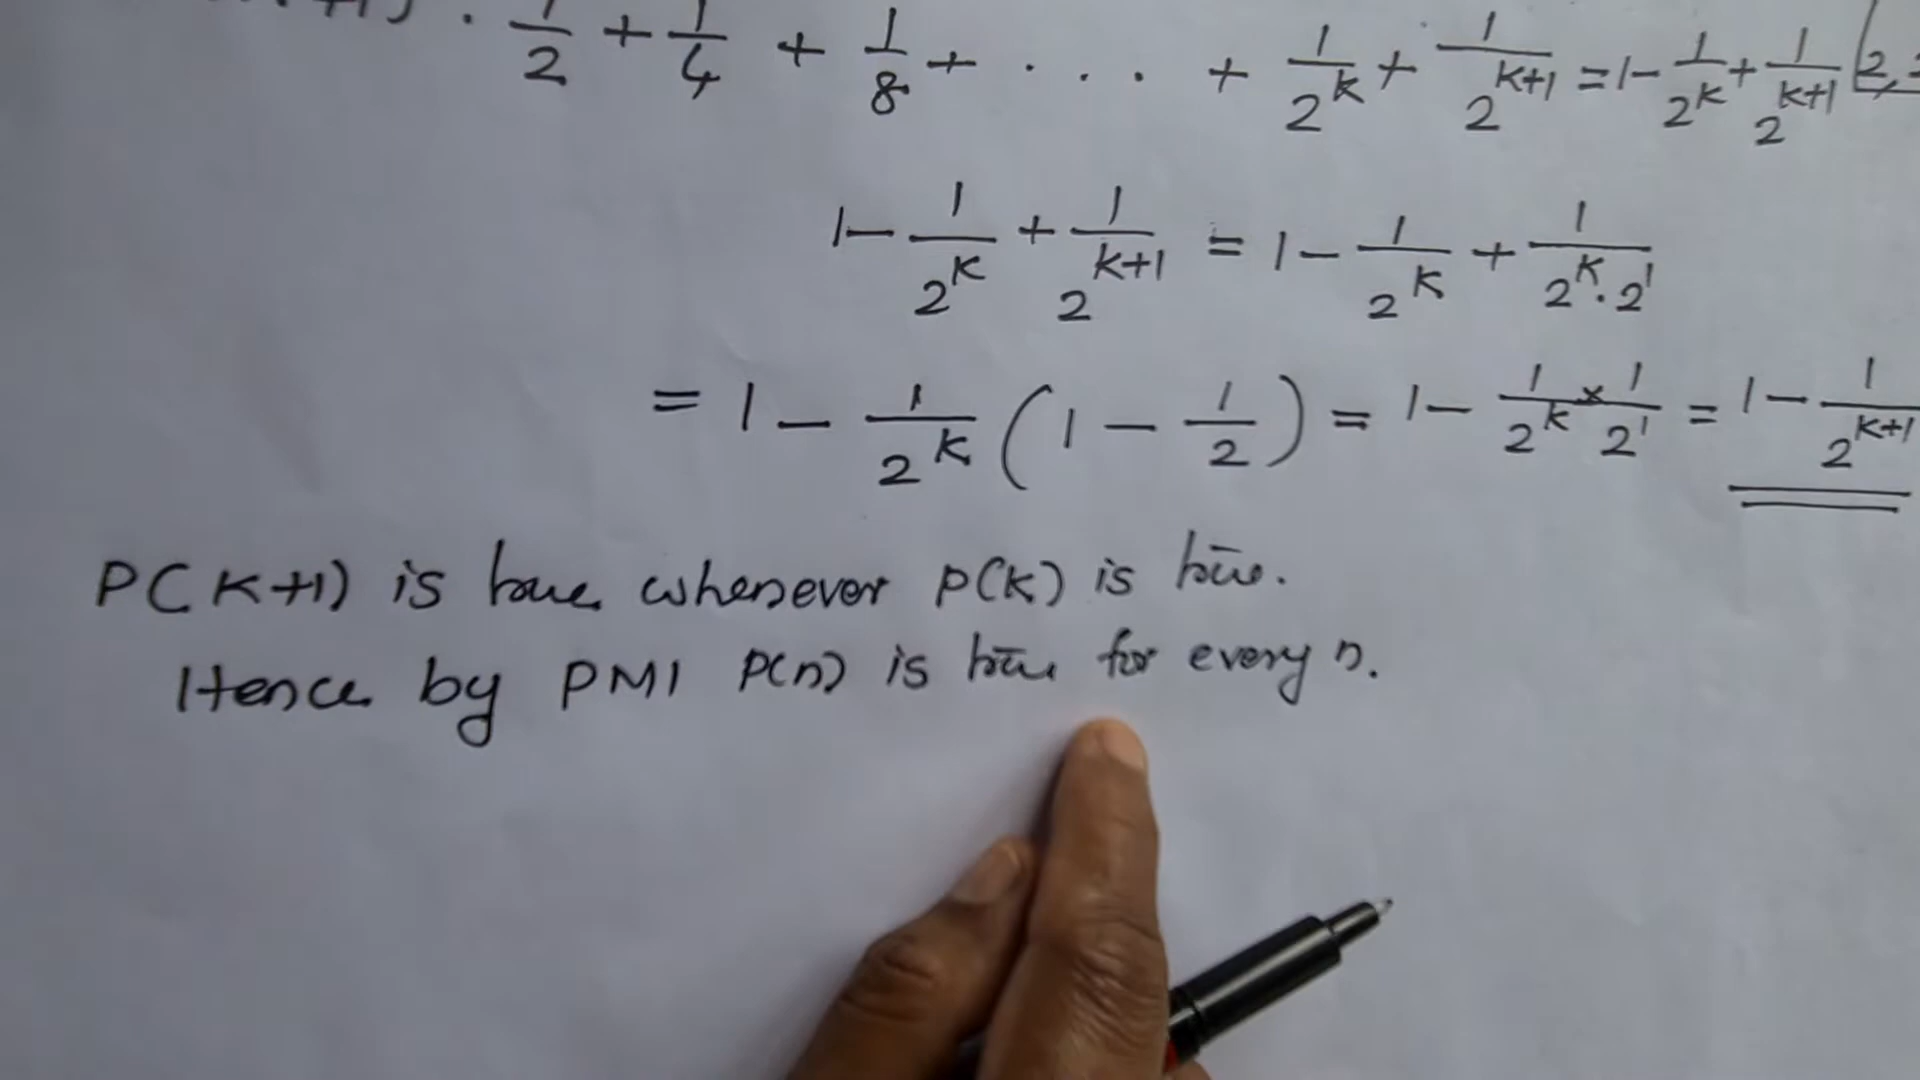 +1) . 1/2 + 1/4 + 1/8 + . . . + 1/2^k + 1/2^(k+1) = 1 - 1/2^k + 1/2^(k+1)
1 - 1/2^k + 1/2^(k+1) = 1 - 1/2^k + 1/(2^k . 2^1)
= 1 - 1/2^k (1 - 1/2) = 1 - 1/2^k × 1/2^1 = 1 - 1/2^(k+1)
P(K+1) is true whenever P(K) is true.
Hence by PMI P(n) is true for every n.